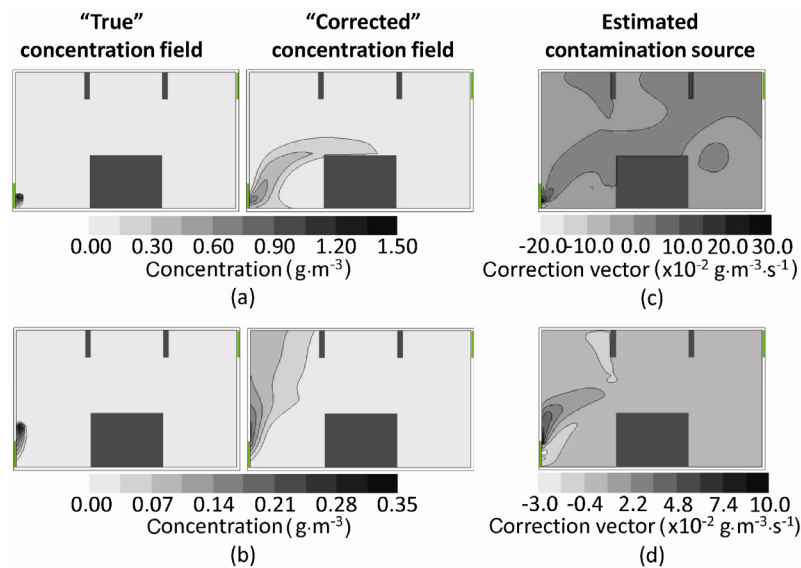 “True” concentration field
“Corrected” concentration field
Estimated contamination source
0.00 0.30 0.60 0.90 1.20 1.50
Concentration (g·m⁻³)
(a)
-20.0 -10.0 0.0 10.0 20.0 30.0
Correction vector (x10⁻² g·m⁻³·s⁻¹)
(c)
0.00 0.07 0.14 0.21 0.28 0.35
Concentration (g·m⁻³)
(b)
-3.0 -0.4 2.2 4.8 7.4 10.0
Correction vector (x10⁻² g·m⁻³·s⁻¹)
(d)